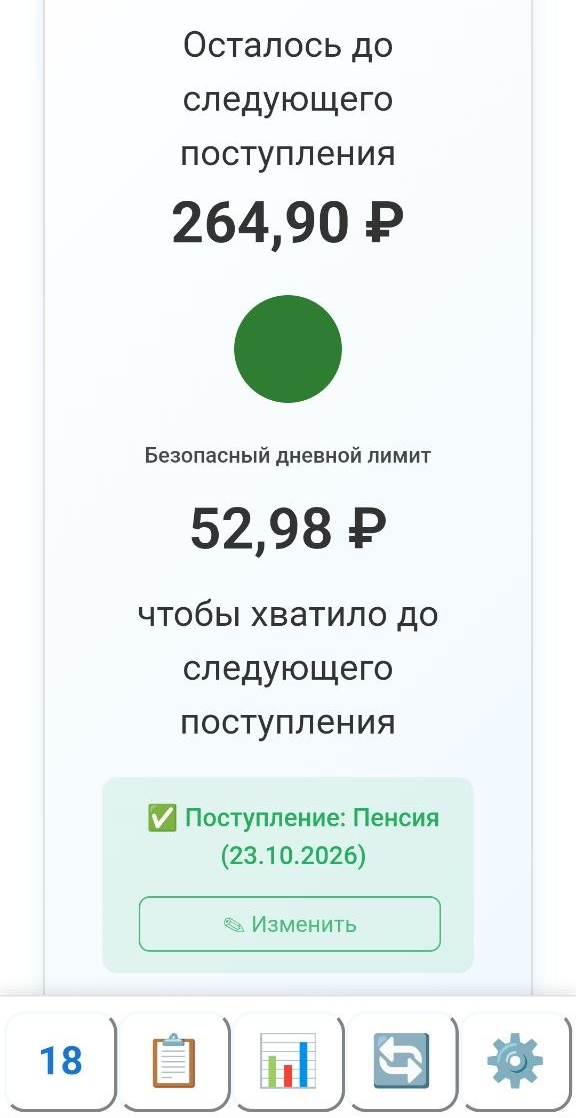 Осталось до
следующего
поступления
264,90 ₽
Безопасный дневной лимит
52,98 ₽
чтобы хватило до
следующего
поступления
✅ Поступление: Пенсия
(23.10.2026)
✎ Изменить
18